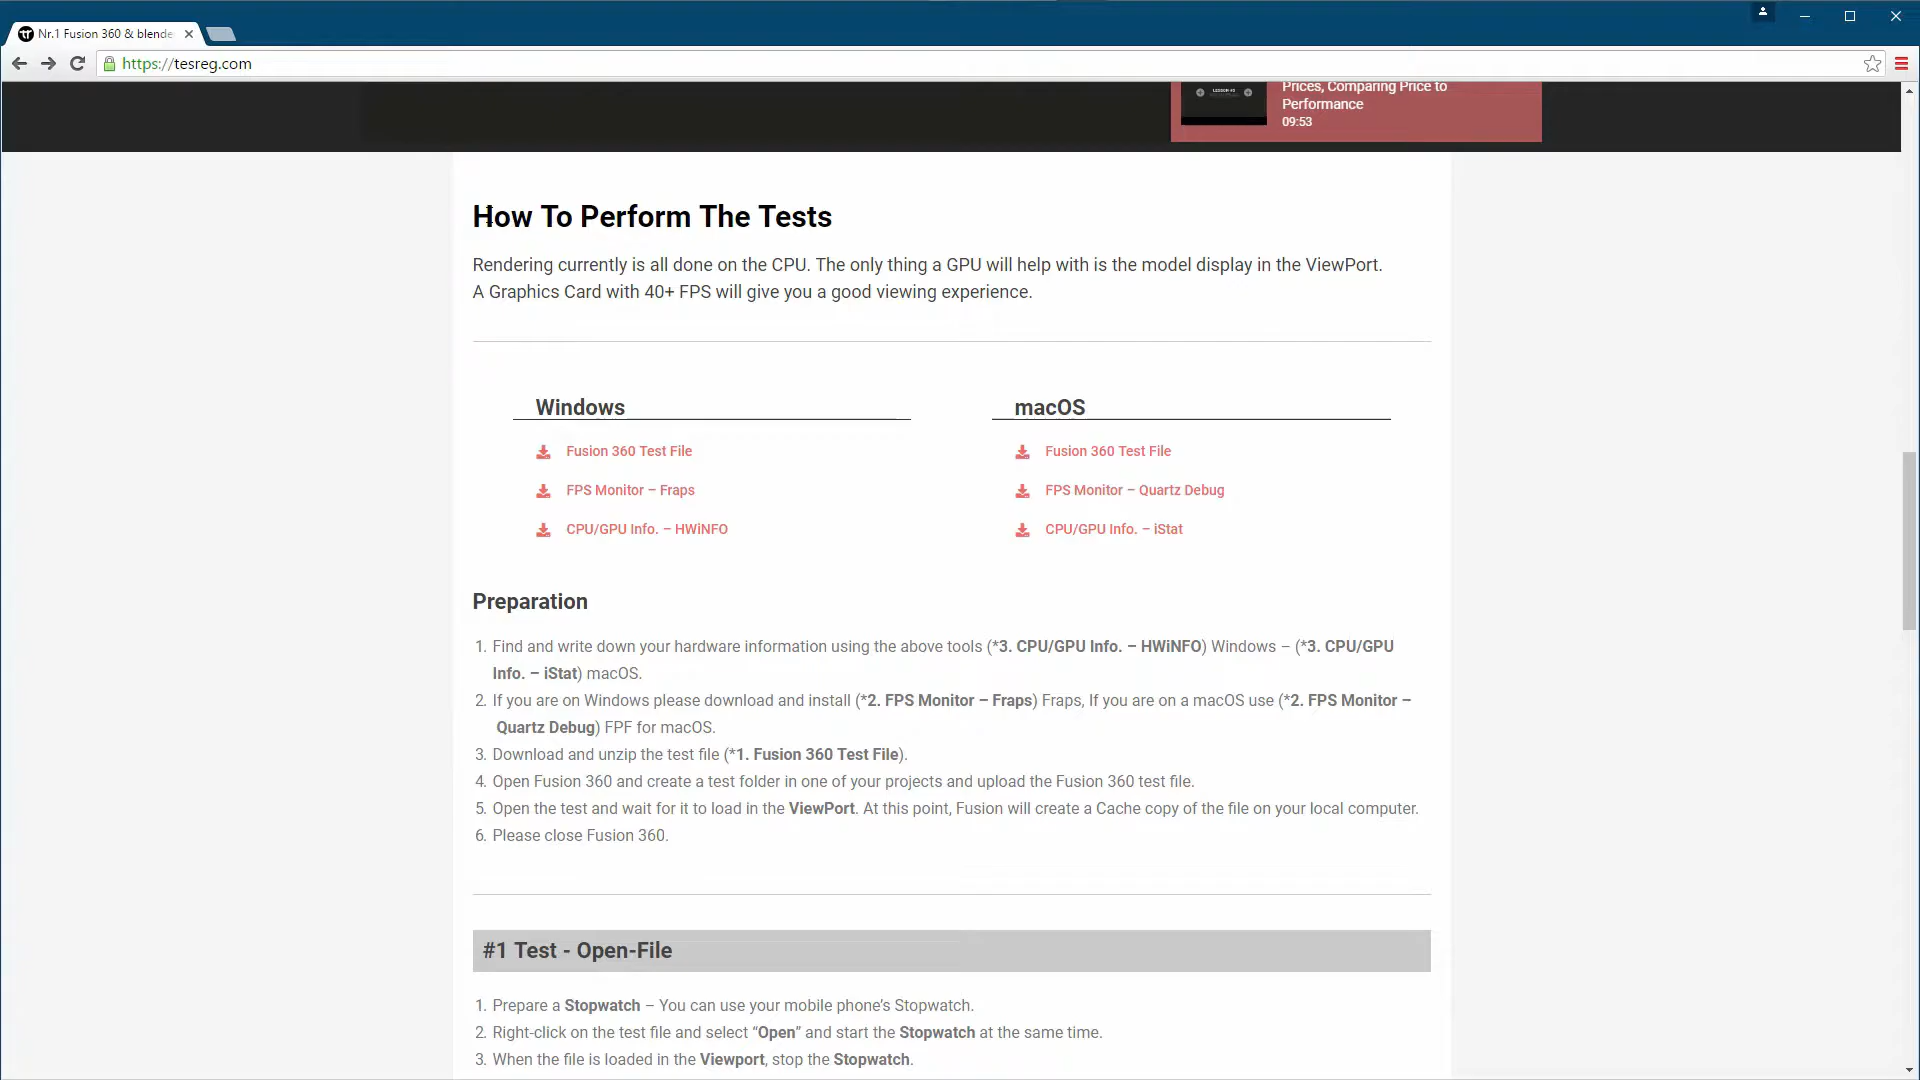 Nr.1 Fusion 360 & blende
https://tesreg.com
Prices, Comparing Price to
Performance
09:53
How To Perform The Tests
Rendering currently is all done on the CPU. The only thing a GPU will help with is the model display in the ViewPort.
A Graphics Card with 40+ FPS will give you a good viewing experience.
Windows
Fusion 360 Test File
FPS Monitor – Fraps
CPU/GPU Info. – HWiNFO
macOS
Fusion 360 Test File
FPS Monitor – Quartz Debug
CPU/GPU Info. – iStat
Preparation
1. Find and write down your hardware information using the above tools (*3. CPU/GPU Info. – HWiNFO) Windows – (*3. CPU/GPU
Info. – iStat) macOS.
2. If you are on Windows please download and install (*2. FPS Monitor – Fraps) Fraps, If you are on a macOS use (*2. FPS Monitor –
Quartz Debug) FPF for macOS.
3. Download and unzip the test file (*1. Fusion 360 Test File).
4. Open Fusion 360 and create a test folder in one of your projects and upload the Fusion 360 test file.
5. Open the test and wait for it to load in the ViewPort. At this point, Fusion will create a Cache copy of the file on your local computer.
6. Please close Fusion 360.
#1 Test - Open-File
1. Prepare a Stopwatch – You can use your mobile phone's Stopwatch.
2. Right-click on the test file and select “Open” and start the Stopwatch at the same time.
3. When the file is loaded in the Viewport, stop the Stopwatch.